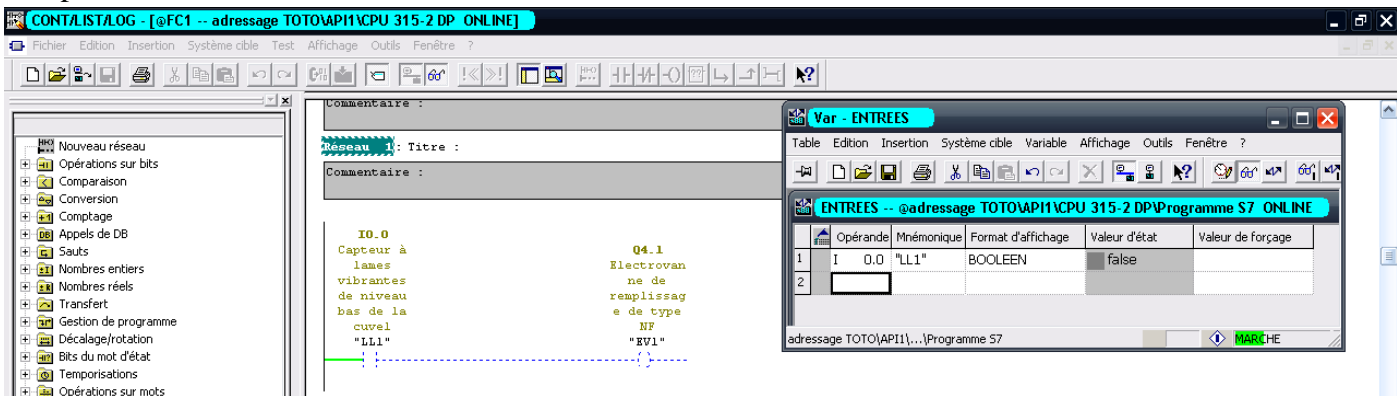 CONT/LIST/LOG - [@FC1 -- adressage TOTO\API1\CPU 315-2 DP ONLINE]
Fichier Edition Insertion Système cible Test Affichage Outils Fenêtre ?
Nouveau réseau
Opérations sur bits
Comparaison
Conversion
Comptage
Appels de DB
Sauts
Nombres entiers
Nombres réels
Transfert
Gestion de programme
Décalage/rotation
Bits du mot d'état
Temporisations
Opérations sur mots
Commentaire :
Réseau 1: Titre :
Commentaire :
I0.0
Capteur à
lames
vibrantes
de niveau
bas de la
cuve1
"LL1"
Q4.1
Electrovan
ne de
remplissag
e de type
NF
"EV1"
Var - ENTREES
Table Edition Insertion Système cible Variable Affichage Outils Fenêtre ?
ENTREES -- @adressage TOTO\API1\CPU 315-2 DP\Programme S7 ONLINE
Opérande Mnémonique Format d'affichage Valeur d'état Valeur de forçage
1 I 0.0 "LL1" BOOLEEN false
2
adressage TOTO\API1\...\Programme S7 MARCHE